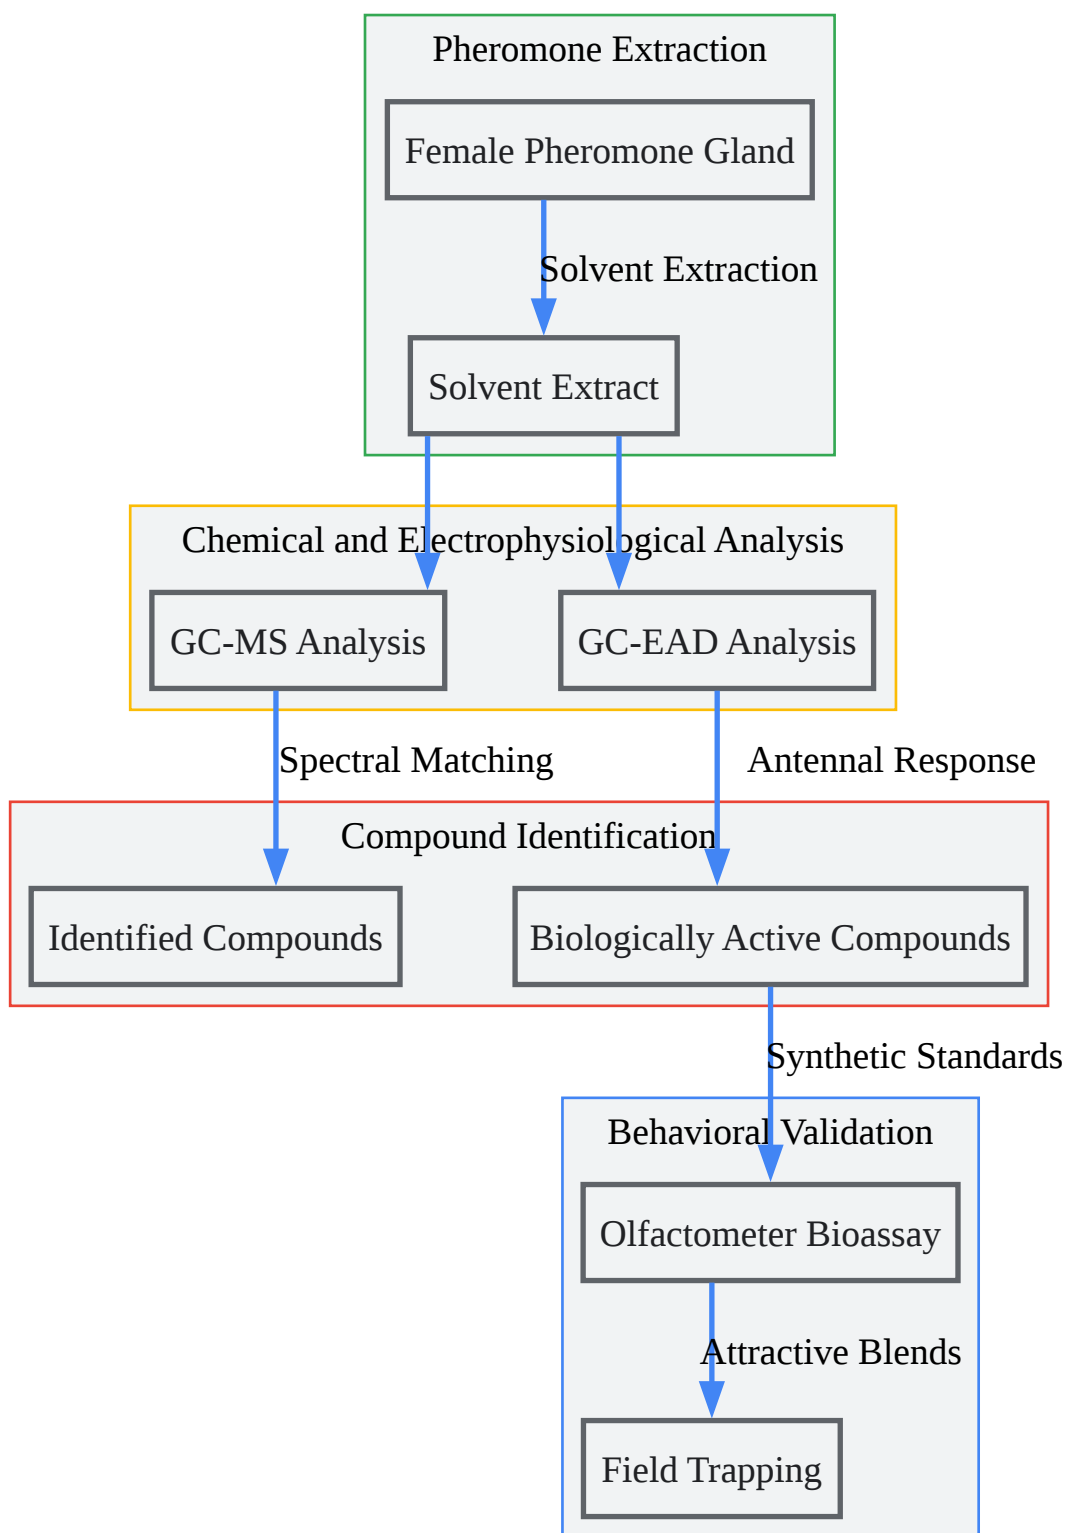 Pheromone Extraction
Female Pheromone Gland
Solvent Extraction
Solvent Extract
Chemical and Electrophysiological Analysis
GC-MS Analysis
GC-EAD Analysis
Spectral Matching
Antennal Response
Compound Identification
Identified Compounds
Biologically Active Compounds
Synthetic Standards
Behavioral Validation
Olfactometer Bioassay
Attractive Blends
Field Trapping